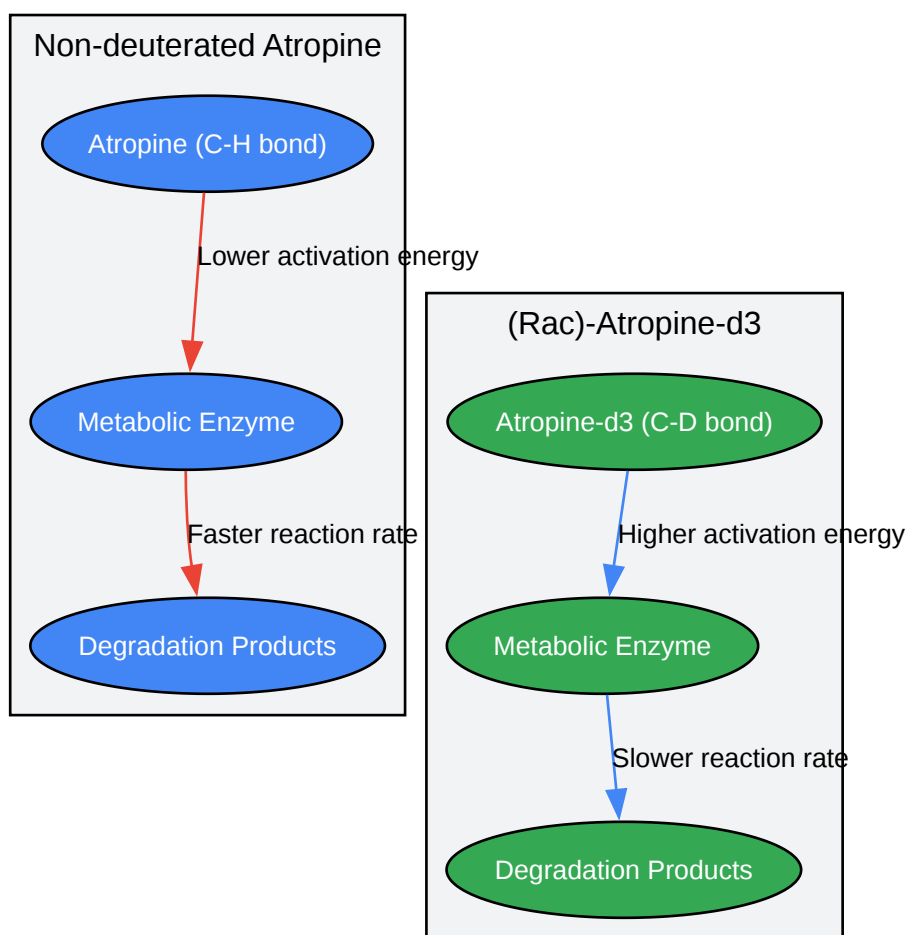 Non-deuterated Atropine
Atropine (C-H bond)
Lower activation energy
Metabolic Enzyme
Faster reaction rate
Degradation Products
(Rac)-Atropine-d3
Atropine-d3 (C-D bond)
Higher activation energy
Metabolic Enzyme
Slower reaction rate
Degradation Products